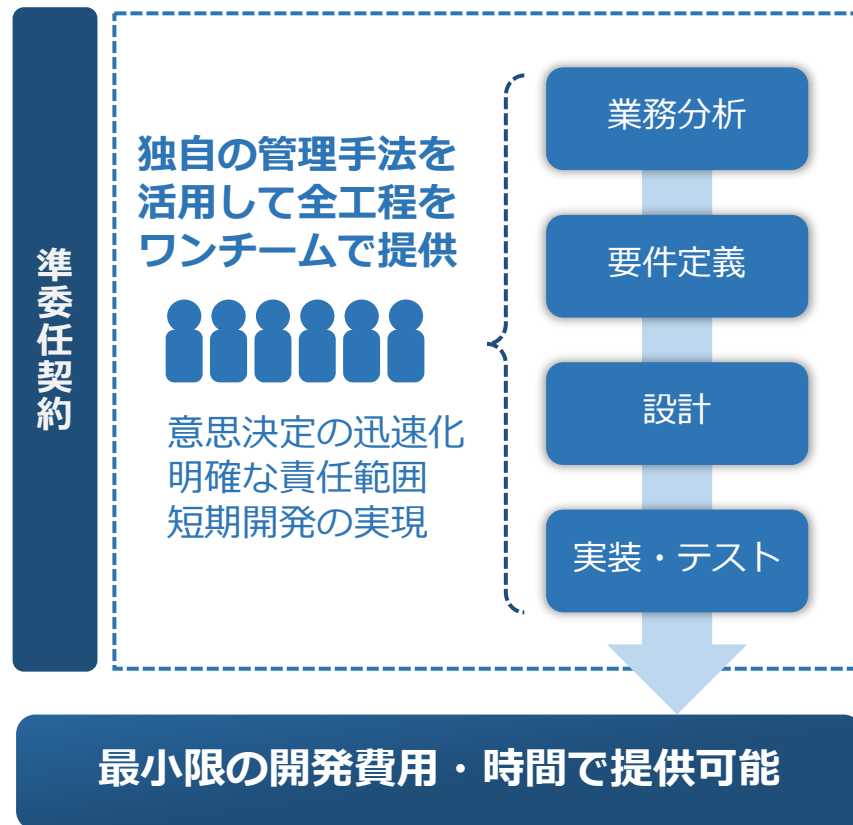 準委任契約
独自の管理手法を
活用して全工程を
ワンチームで提供
意思決定の迅速化
明確な責任範囲
短期開発の実現
業務分析
要件定義
設計
実装・テスト
最小限の開発費用・時間で提供可能